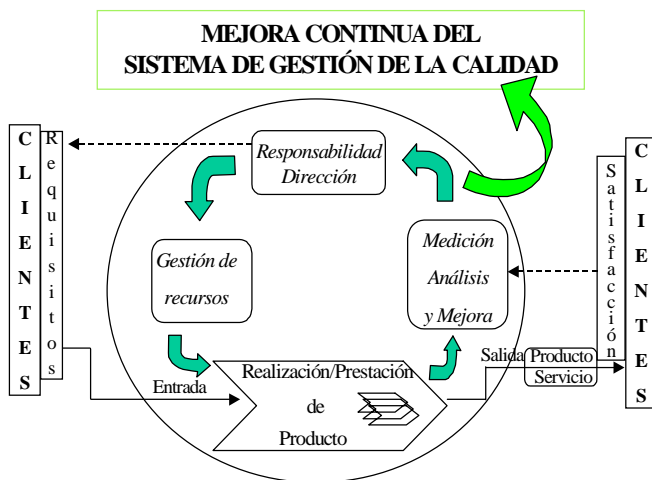 MEJORA CONTINUA DEL
SISTEMA DE GESTIÓN DE LA CALIDAD
CLIENTES
Requisitos
Responsabilidad
Dirección
Gestión de
recursos
Medición
Análisis
y Mejora
Satisfacción
CLIENTES
Entrada
Realización/Prestación
de
Producto
Salida
Producto
Servicio